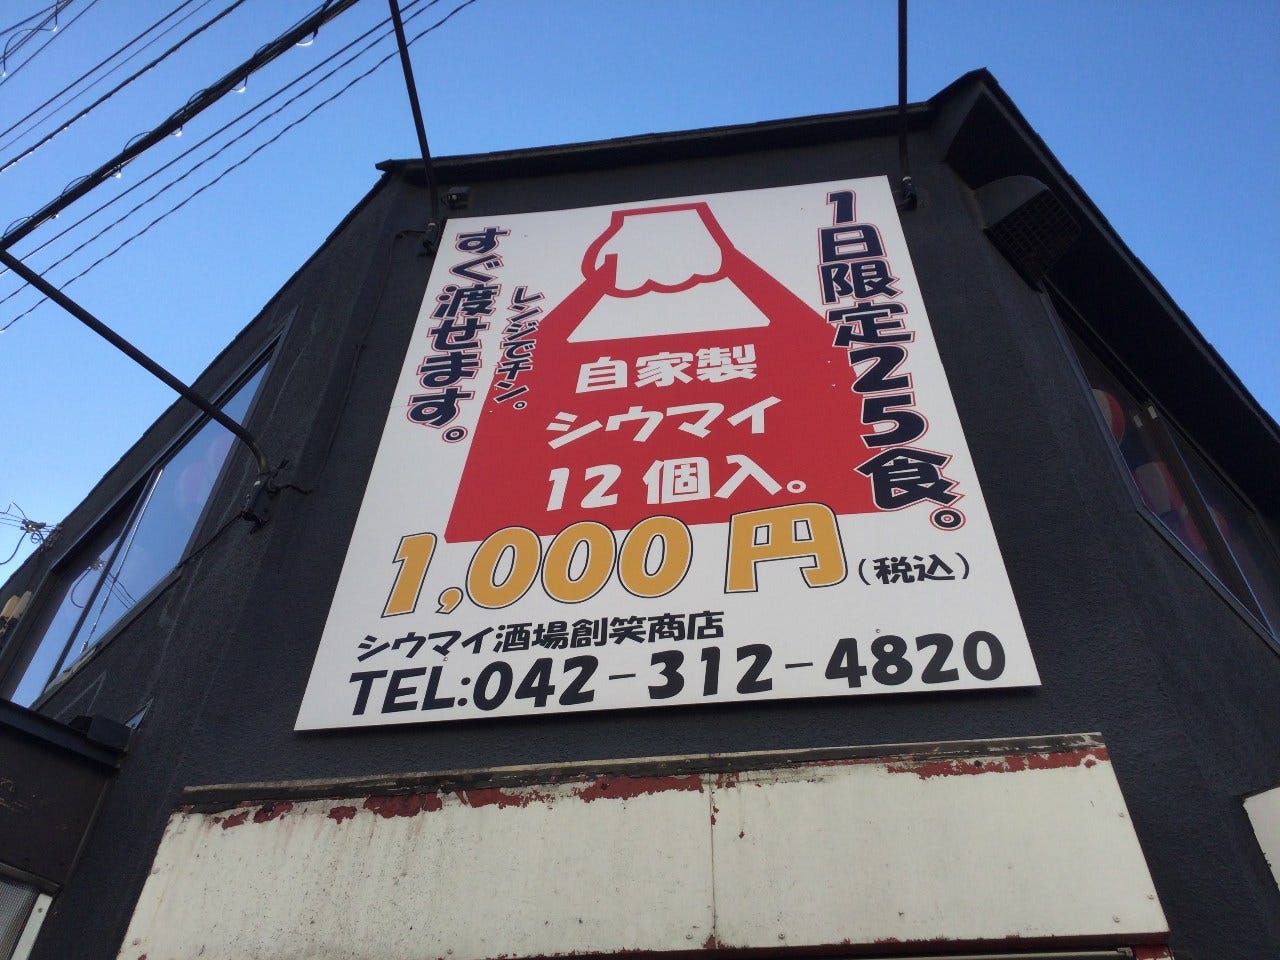 1日限定25食。
自家製
シウマイ
12個入。
レンジでチン。
すぐ渡せます。
1,000円(税込)
シウマイ酒場創笑商店
TEL:042-312-4820